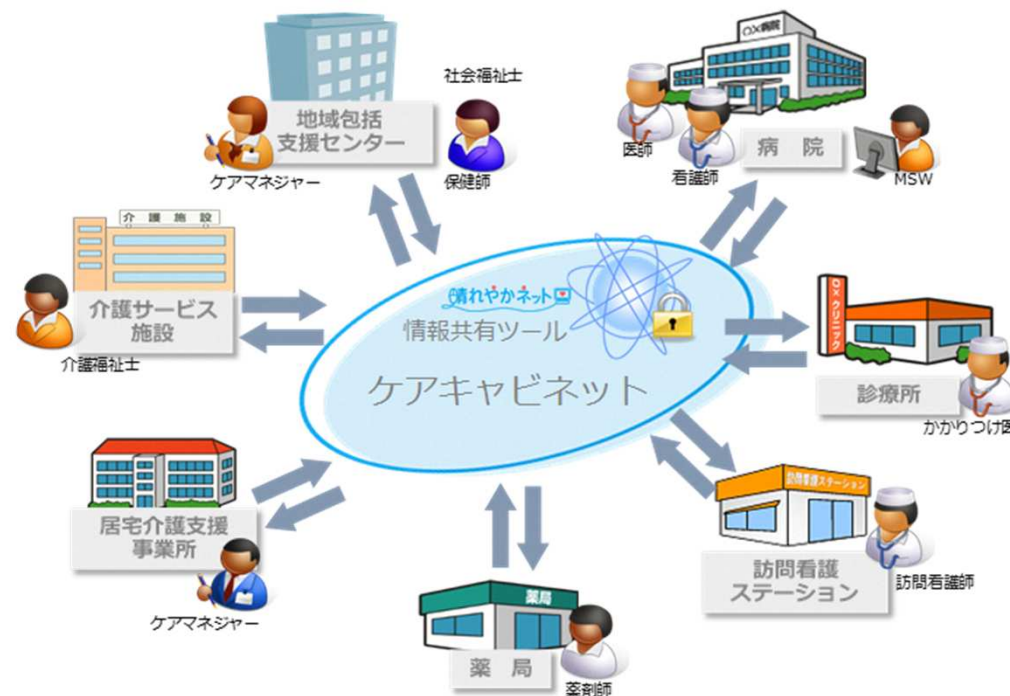 社会福祉士
地域包括
支援センター
ケアマネジャー
保健師
〇×病院
医師
看護師
病 院
MSW
介 護 施 設
介護サービス
施設
介護福祉士
晴れやかネット
情報共有ツール
ケアキャビネット
〇×クリニック
診療所
かかりつけ医
居宅介護支援
事業所
ケアマネジャー
訪問看護ステーション
訪問看護
ステーション
訪問看護師
薬局
薬 局
薬剤師